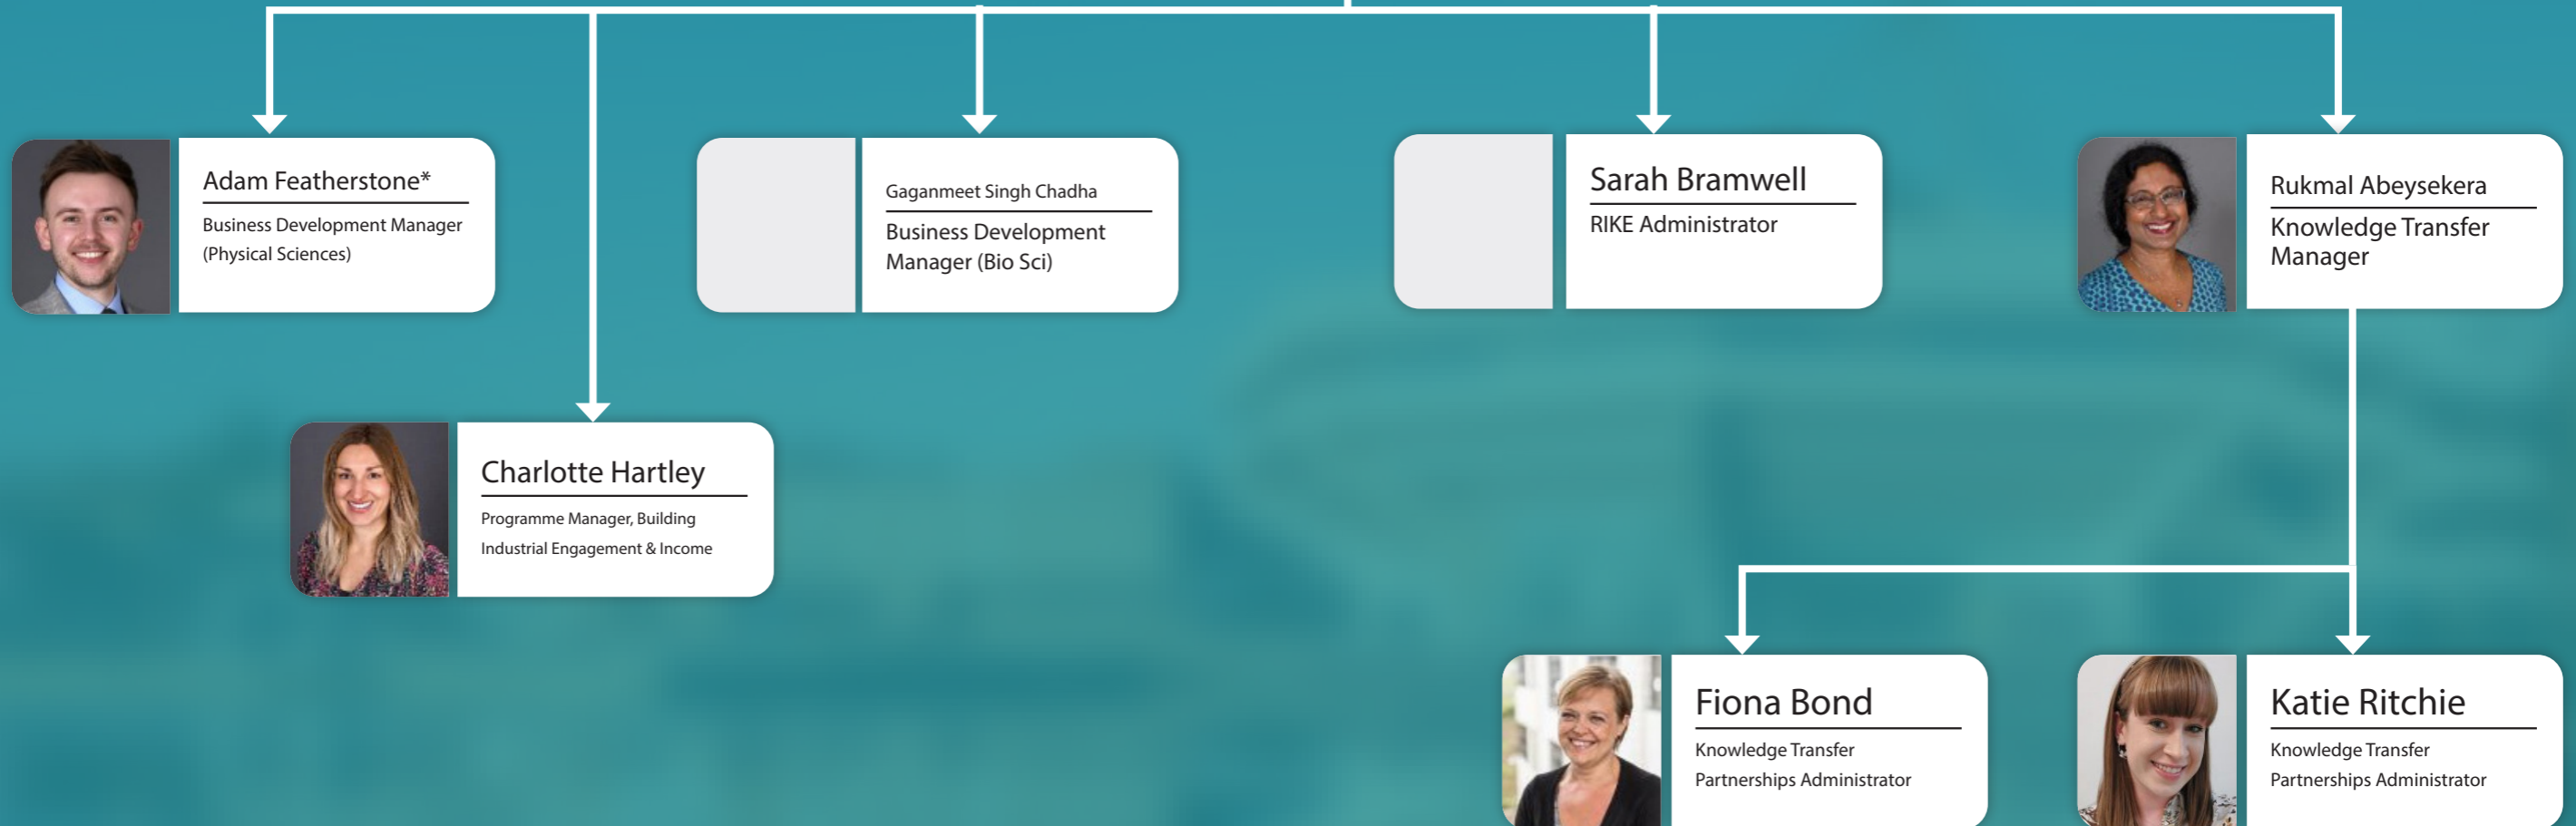 Adam Featherstone*
Business Development Manager
(Physical Sciences)
Gaganmeet Singh Chadha
Business Development
Manager (Bio Sci)
Sarah Bramwell
RIKE Administrator
Rukmal Abeysekera
Knowledge Transfer
Manager
Charlotte Hartley
Programme Manager, Building
Industrial Engagement & Income
Fiona Bond
Knowledge Transfer
Partnerships Administrator
Katie Ritchie
Knowledge Transfer
Partnerships Administrator